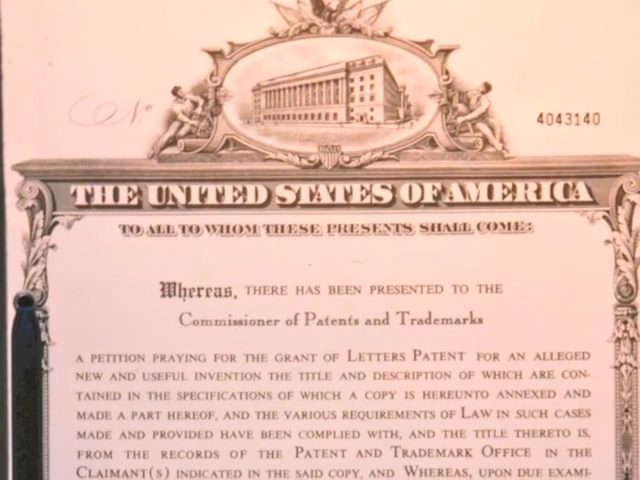 No.
4043140
THE UNITED STATES OF AMERICA
TO ALL TO WHOM THESE PRESENTS SHALL COME:
Whereas, THERE HAS BEEN PRESENTED TO THE
Commissioner of Patents and Trademarks
A PETITION PRAYING FOR THE GRANT OF LETTERS PATENT FOR AN ALLEGED
NEW AND USEFUL INVENTION THE TITLE AND DESCRIPTION OF WHICH ARE CON-
TAINED IN THE SPECIFICATIONS OF WHICH A COPY IS HEREUNTO ANNEXED AND
MADE A PART HEREOF, AND THE VARIOUS REQUIREMENTS OF LAW IN SUCH CASES
MADE AND PROVIDED HAVE BEEN COMPLIED WITH, AND THE TITLE THERETO IS,
FROM THE RECORDS OF THE PATENT AND TRADEMARK OFFICE IN THE
CLAIMANT(S) INDICATED IN THE SAID COPY, AND WHEREAS, UPON DUE EXAMI-